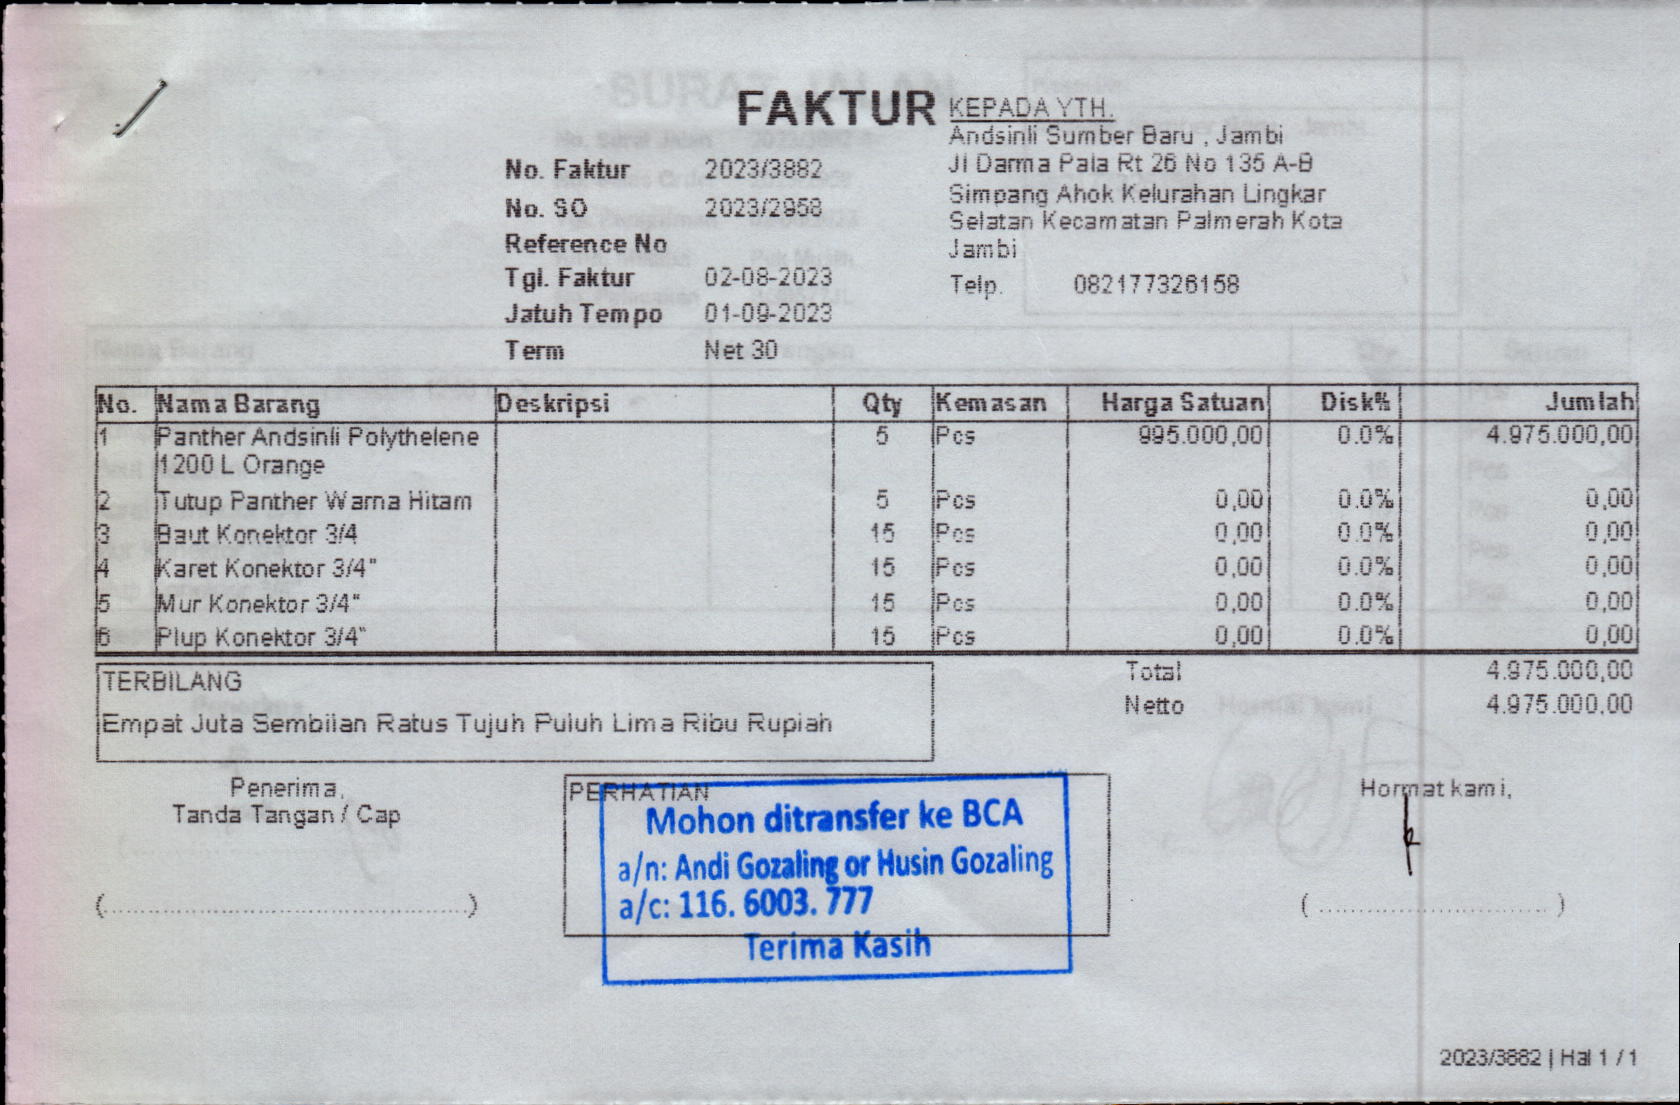 FAKTUR
KEPADA YTH.
Andsinli Sumber Baru , Jambi
Jl Darma Pala Rt 26 No 135 A-B
Simpang Ahok Kelurahan Lingkar
Selatan Kecamatan Palmerah Kota
Jambi
Telp. 082177326158
No. Faktur 2023/3882
No. SO 2023/2958
Reference No
Tgl. Faktur 02-08-2023
Jatuh Tempo 01-09-2023
Term Net 30
No. Nama Barang Deskripsi Qty Kemasan Harga Satuan Disk% Jumlah
1 Panther Andsinli Polythelene 5 Pcs 995.000,00 0.0% 4.975.000,00
1200 L Orange
2 Tutup Panther Warna Hitam 5 Pcs 0,00 0.0% 0,00
3 Baut Konektor 3/4 15 Pcs 0,00 0.0% 0,00
4 Karet Konektor 3/4" 15 Pcs 0,00 0.0% 0,00
5 Mur Konektor 3/4" 15 Pcs 0,00 0.0% 0,00
6 Plup Konektor 3/4" 15 Pcs 0,00 0.0% 0,00
Total 4.975.000,00
Netto 4.975.000,00
TERBILANG
Empat Juta Sembilan Ratus Tujuh Puluh Lima Ribu Rupiah
Penerima,
Tanda Tangan / Cap
(........................................)
PERHATIAN
Mohon ditransfer ke BCA
a/n: Andi Gozaling or Husin Gozaling
a/c: 116. 6003. 777
Terima Kasih
Hormat kami,
(............................)
2023/3882 | Hal 1 / 1